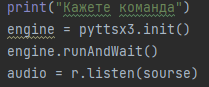 print("Кажете команда")
engine = pyttsx3.init()
engine.runAndWait()
audio = r.listen(sourse)